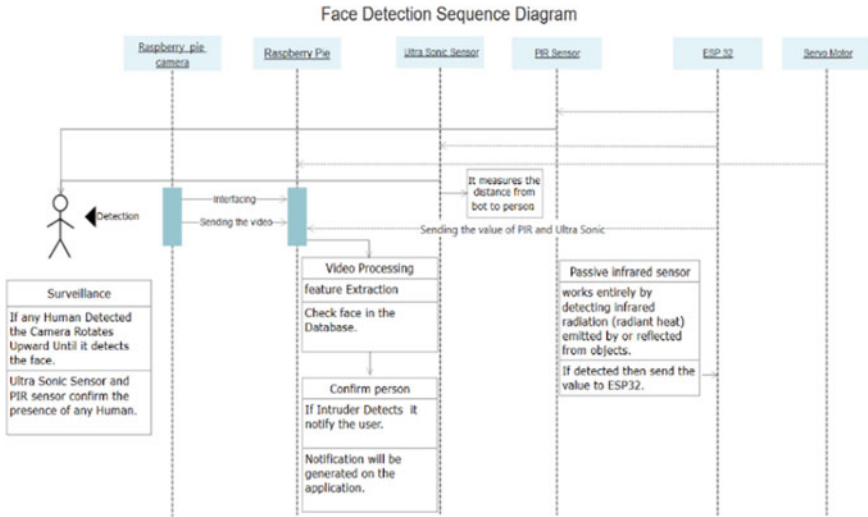 Face Detection Sequence Diagram
Raspberry pie
camera
Raspberry Pie
Ultra Sonic Sensor
PIR Sensor
ESP 32
Servo Motor
It measures the
distance from
bot to person
Interfacing
Detection
Sending the video
Sending the value of PIR and Ultra Sonic
Surveillance
If any Human Detected
the Camera Rotates
Upward Until it detects
the face.
Ultra Sonic Sensor and
PIR sensor confirm the
presence of any Human.
Video Processing
feature Extraction
Check face in the
Database.
Confirm person
If Intruder Detects it
notify the user.
Notification will be
generated on the
application.
Passive infrared sensor
works entirely by
detecting infrared
radiation (radiant heat)
emitted by or reflected
from objects.
If detected then send the
value to ESP32.